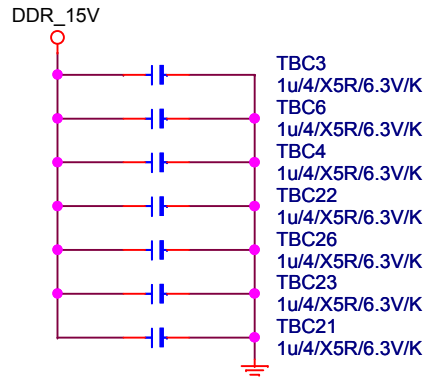 DDR_15V
TBC3
1u/4/X5R/6.3V/K
TBC6
1u/4/X5R/6.3V/K
TBC4
1u/4/X5R/6.3V/K
TBC22
1u/4/X5R/6.3V/K
TBC26
1u/4/X5R/6.3V/K
TBC23
1u/4/X5R/6.3V/K
TBC21
1u/4/X5R/6.3V/K